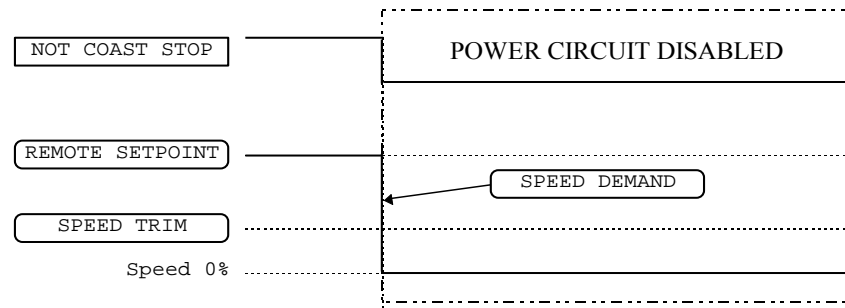 NOT COAST STOP
POWER CIRCUIT DISABLED
REMOTE SETPOINT
SPEED DEMAND
SPEED TRIM
Speed 0%